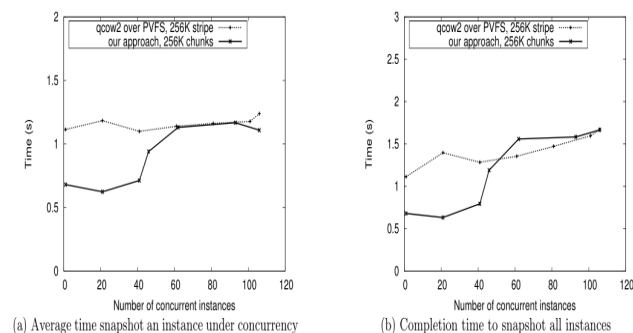 2
1.5
1
0.5
0
0 20 40 60 80 100 120
Time (s)
Number of concurrent instances
qcow2 over PVFS, 256K stripe
our approach, 256K chunks
(a) Average time snapshot an instance under concurrency
3
2.5
2
1.5
1
0.5
0
0 20 40 60 80 100 120
Time (s)
Number of concurrent instances
qcow2 over PVFS, 256K stripe
our approach, 256K chunks
(b) Completion time to snapshot all instances